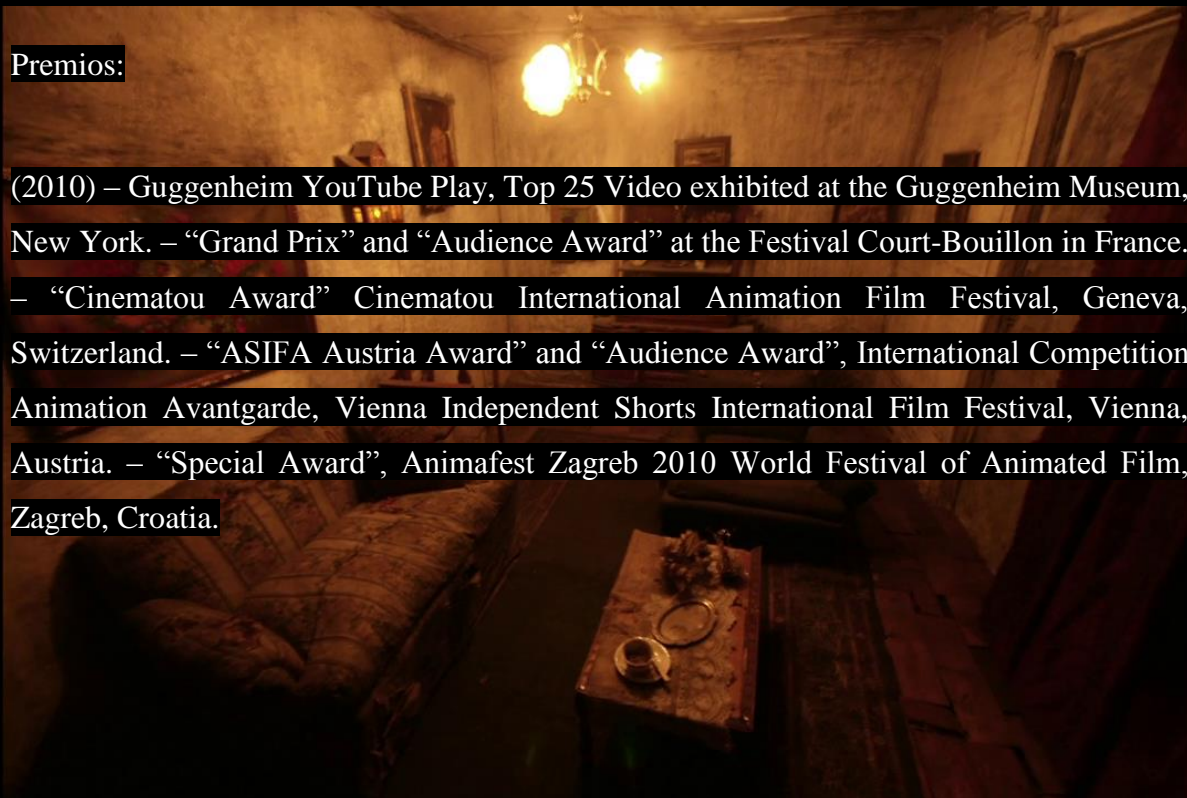 Premios:
(2010) – Guggenheim YouTube Play, Top 25 Video exhibited at the Guggenheim Museum,
New York. – “Grand Prix” and “Audience Award” at the Festival Court-Bouillon in France.
– “Cinematou Award” Cinematou International Animation Film Festival, Geneva,
Switzerland. – “ASIFA Austria Award” and “Audience Award”, International Competition
Animation Avantgarde, Vienna Independent Shorts International Film Festival, Vienna,
Austria. – “Special Award”, Animafest Zagreb 2010 World Festival of Animated Film,
Zagreb, Croatia.